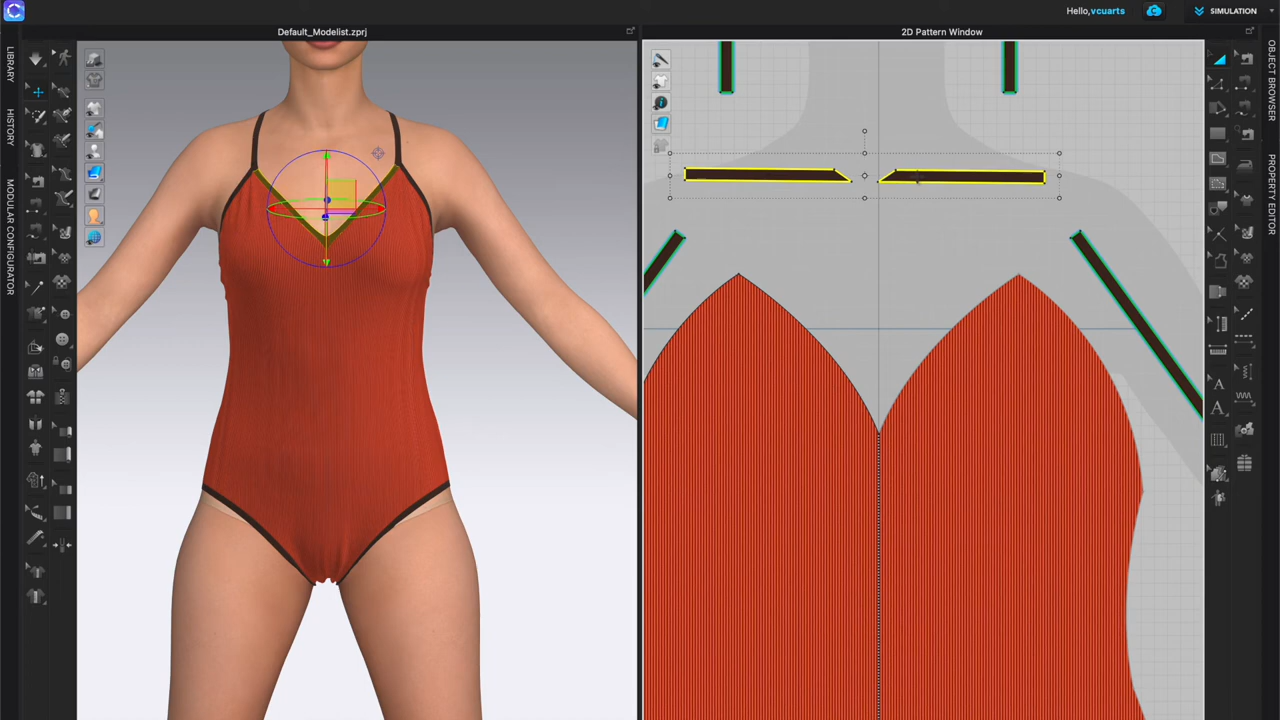 Hello, vcuarts
SIMULATION
Default_Modelist.zprj
2D Pattern Window
LIBRARY
HISTORY
MODULAR CONFIGURATOR
OBJECT BROWSER
PROPERTY EDITOR
A
A